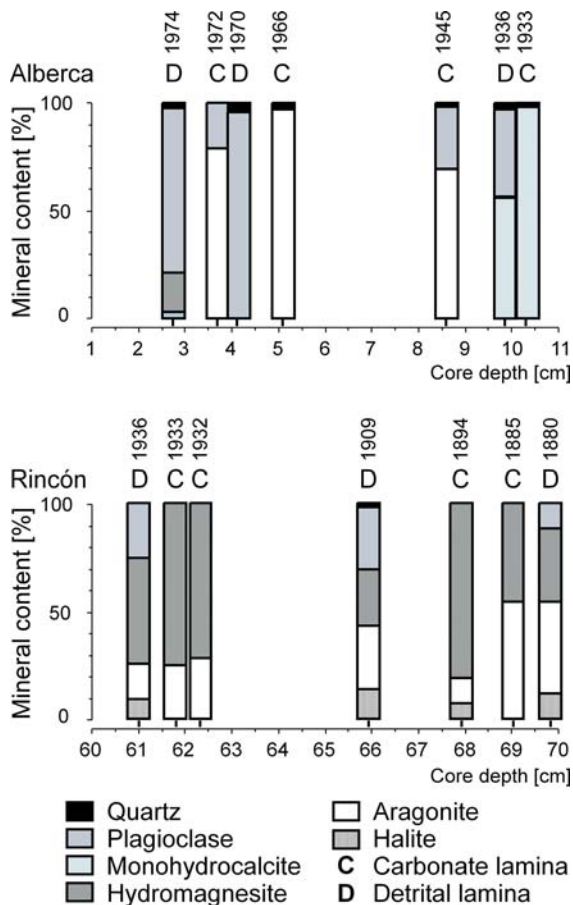 1974 1972 1970 1966 1945 1936 1933
Alberca D C D C C D C
Mineral content [%]
100
50
0
1 2 3 4 5 6 7 8 9 10 11
Core depth [cm]
1936 1933 1932 1909 1894 1885 1880
Rincón D C C D C C D
Mineral content [%]
100
50
0
60 61 62 63 64 65 66 67 68 69 70
Core depth [cm]
Quartz Aragonite
Plagioclase Halite
Monohydrocalcite C Carbonate lamina
Hydromagnesite D Detrital lamina